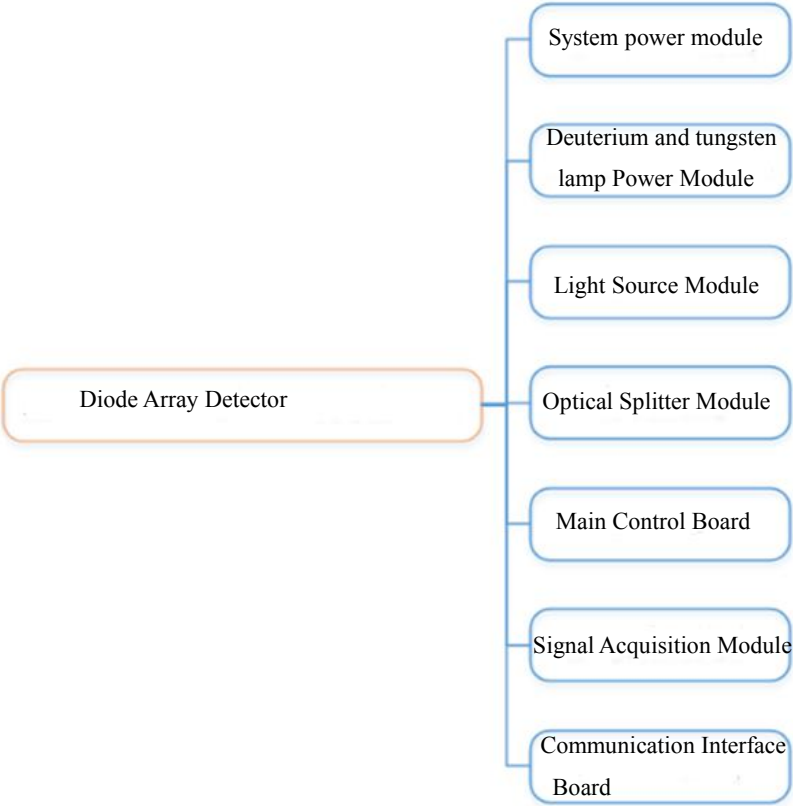 System power module
Deuterium and tungsten
lamp Power Module
Light Source Module
Diode Array Detector
Optical Splitter Module
Main Control Board
Signal Acquisition Module
Communication Interface
Board